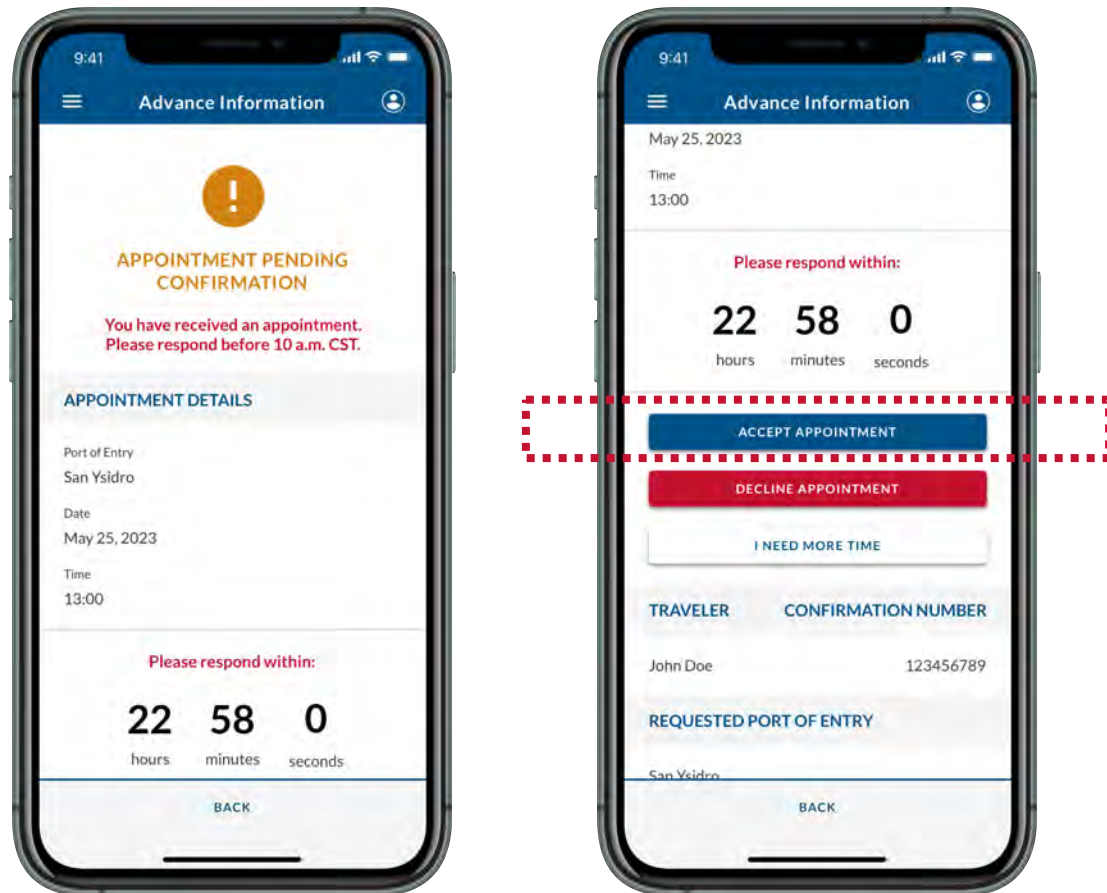 9:41
Advance Information
APPOINTMENT PENDING
CONFIRMATION
You have received an appointment.
Please respond before 10 a.m. CST.
APPOINTMENT DETAILS
Port of Entry
San Ysidro
Date
May 25, 2023
Time
13:00
Please respond within:
22 58 0
hours minutes seconds
BACK
9:41
Advance Information
May 25, 2023
Time
13:00
Please respond within:
22 58 0
hours minutes seconds
ACCEPT APPOINTMENT
DECLINE APPOINTMENT
I NEED MORE TIME
TRAVELER CONFIRMATION NUMBER
John Doe 123456789
REQUESTED PORT OF ENTRY
San Ysidro
BACK